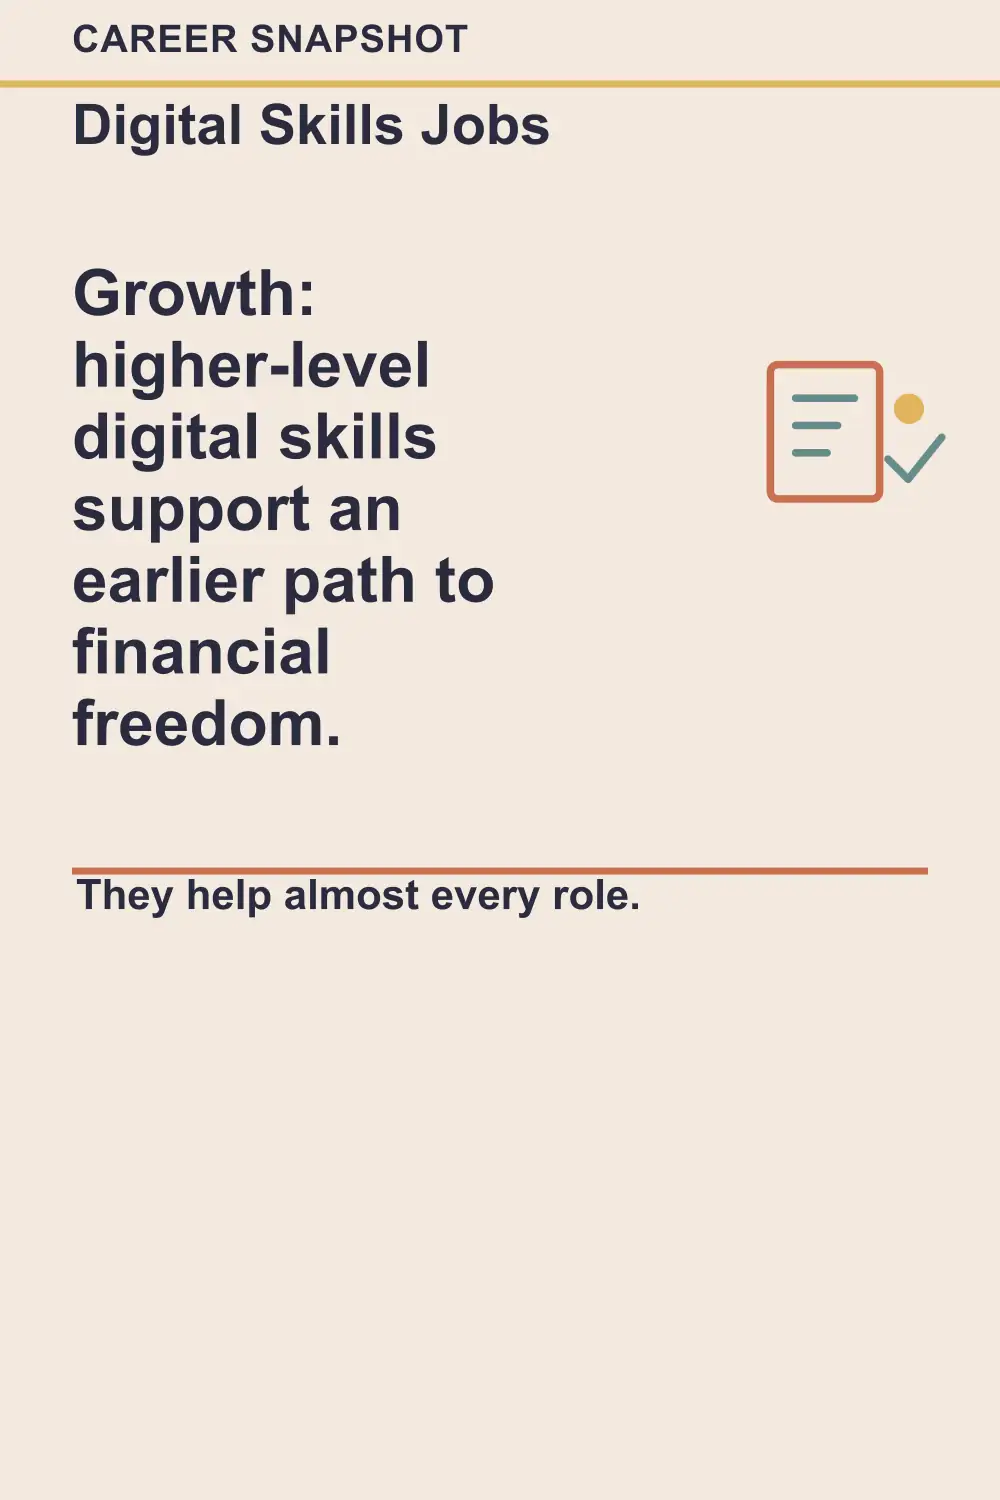 CAREER SNAPSHOT
Digital Skills Jobs
Growth:
higher-level
digital skills
support an
earlier path to
financial
freedom.
They help almost every role.